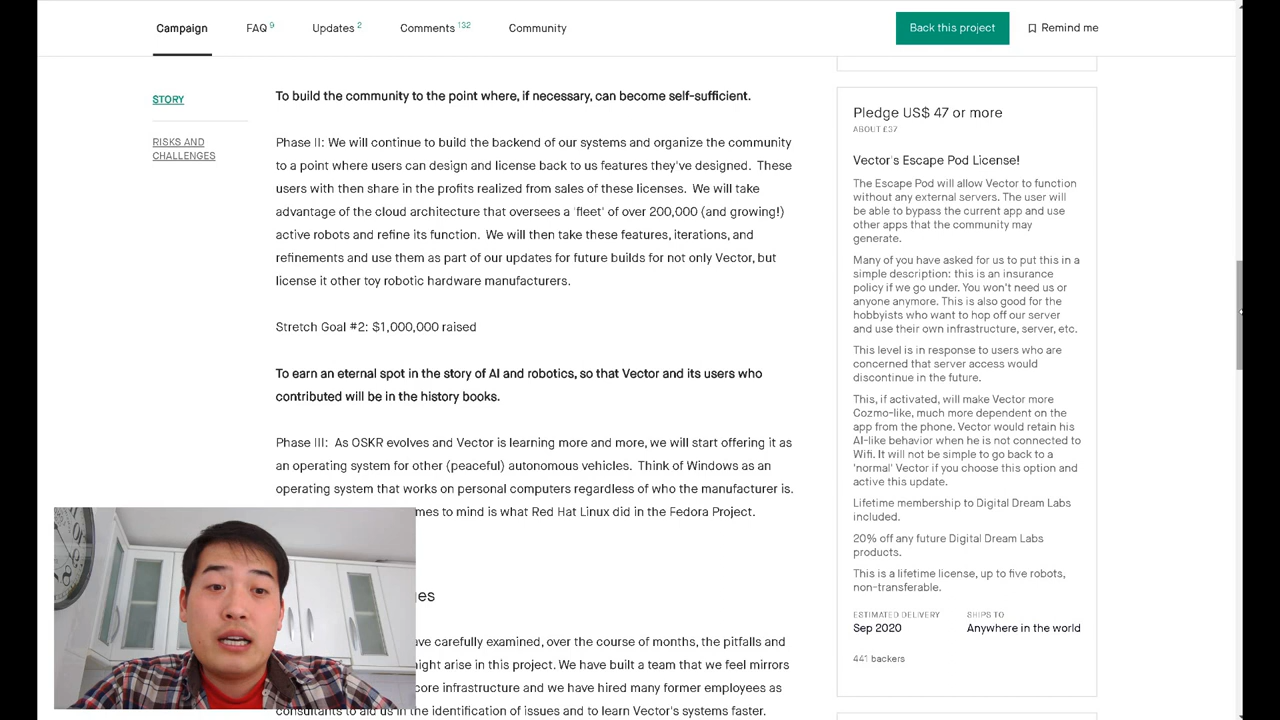 Campaign FAQ 9 Updates 2 Comments 132 Community Back this project Remind me
STORY
RISKS AND
CHALLENGES
To build the community to the point where, if necessary, can become self-sufficient.
Phase II: We will continue to build the backend of our systems and organize the community
to a point where users can design and license back to us features they've designed. These
users with then share in the profits realized from sales of these licenses. We will take
advantage of the cloud architecture that oversees a 'fleet' of over 200,000 (and growing!)
active robots and refine its function. We will then take these features, iterations, and
refinements and use them as part of our updates for future builds for not only Vector, but
license it other toy robotic hardware manufacturers.
Stretch Goal #2: $1,000,000 raised
To earn an eternal spot in the story of AI and robotics, so that Vector and its users who
contributed will be in the history books.
Phase III: As OSKR evolves and Vector is learning more and more, we will start offering it as
an operating system for other (peaceful) autonomous vehicles. Think of Windows as an
operating system that works on personal computers regardless of who the manufacturer is.
mes to mind is what Red Hat Linux did in the Fedora Project.
es
ve carefully examined, over the course of months, the pitfalls and
ight arise in this project. We have built a team that we feel mirrors
core infrastructure and we have hired many former employees as
consultants to aid us in the identification of issues and to learn Vector's systems faster.
Pledge US$ 47 or more
ABOUT £37
Vector's Escape Pod License!
The Escape Pod will allow Vector to function
without any external servers. The user will
be able to bypass the current app and use
other apps that the community may
generate.
Many of you have asked for us to put this in a
simple description: this is an insurance
policy if we go under. You won't need us or
anyone anymore. This is also good for the
hobbyists who want to hop off our server
and use their own infrastructure, server, etc.
This level is in response to users who are
concerned that server access would
discontinue in the future.
This, if activated, will make Vector more
Cozmo-like, much more dependent on the
app from the phone. Vector would retain his
AI-like behavior when he is not connected to
Wifi. It will not be simple to go back to a
'normal' Vector if you choose this option and
active this update.
Lifetime membership to Digital Dream Labs
included.
20% off any future Digital Dream Labs
products.
This is a lifetime license, up to five robots,
non-transferable.
ESTIMATED DELIVERY SHIPS TO
Sep 2020 Anywhere in the world
441 backers